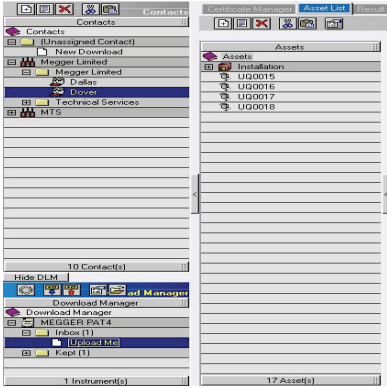 Contacts
Contacts
Contacts
(Unassigned Contact)
New Download
Megger Limited
Megger Limited
Dallas
Dover
Technical Services
MTS
10 Contact(s)
Hide DLM
ad Manager
Download Manager
Download Manager
MEGGER PAT4
Inbox (1)
Upload Me
Kept (1)
1 Instrument(s)
Certificate Manager Asset List Result
Assets
Assets
Installation
UQ0015
UQ0016
UQ0017
UQ0018
17 Asset(s)